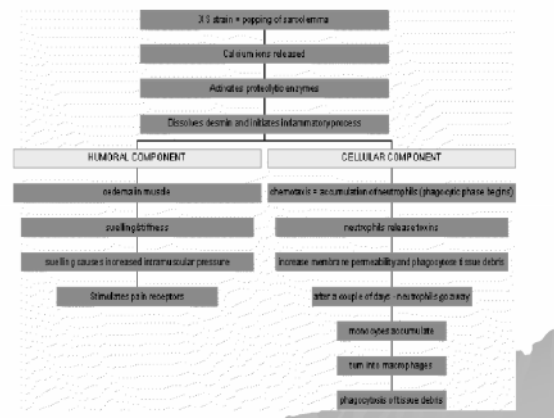 XS strain = popping of sarcolemma
Calcium ions released
Activates proteolytic enzymes
Dissolves desmin and initiates inflammatory process
HUMORAL COMPONENT
CELLULAR COMPONENT
oedema in muscle
chemotaxis = accumulation of neutrophils (phagocytic phase begins)
swelling/stiffness
neutrophils release toxins
swelling causes increased intramuscular pressure
increase membrane permeability and phagocytose tissue debris
Stimulates pain receptors
after a couple of days - neutrophils go away
monocytes accumulate
turn into macrophages
phagocytosis of tissue debris